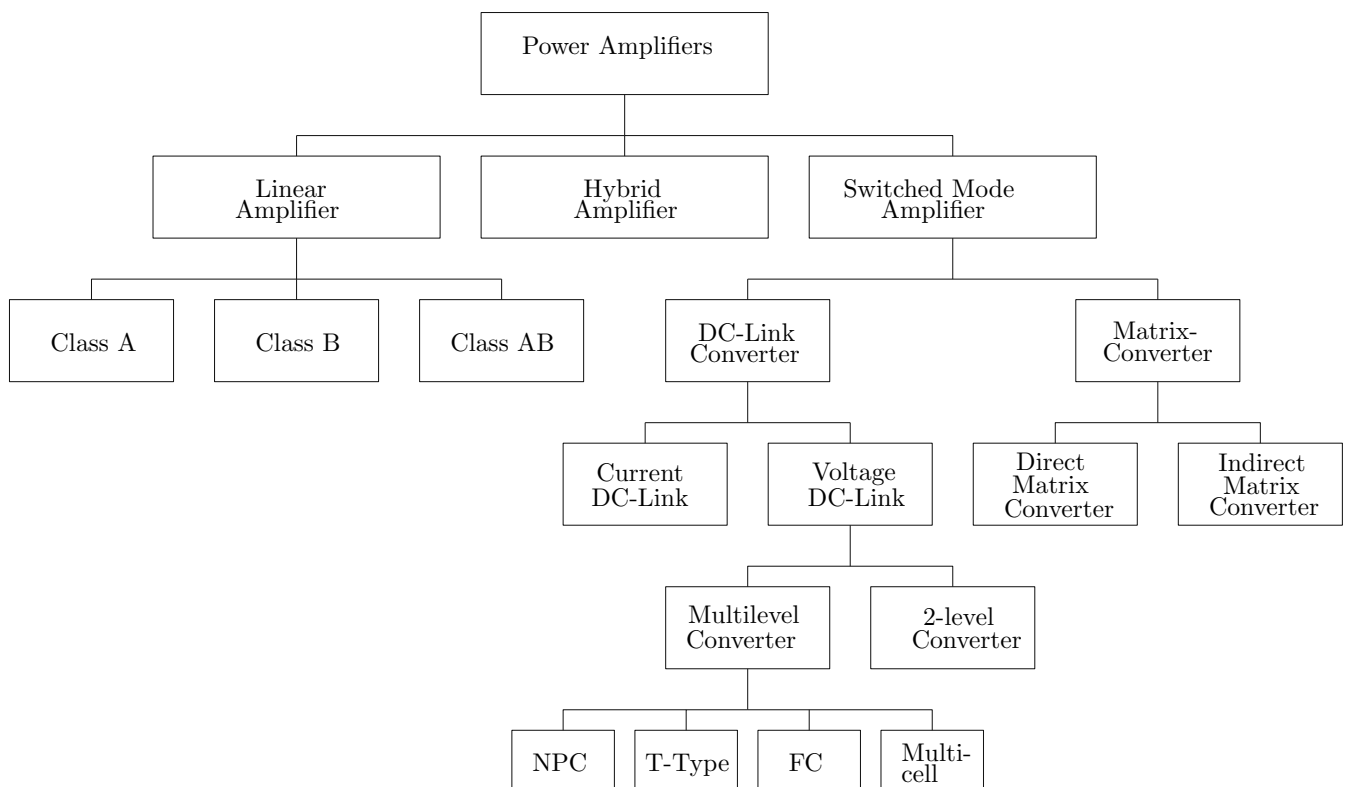 Power Amplifiers
Linear
Amplifier
Hybrid
Amplifier
Switched Mode
Amplifier
Class A
Class B
Class AB
DC-Link
Converter
Matrix-
Converter
Current
DC-Link
Voltage
DC-Link
Direct
Matrix
Converter
Indirect
Matrix
Converter
Multilevel
Converter
2-level
Converter
NPC
T-Type
FC
Multi-
cell